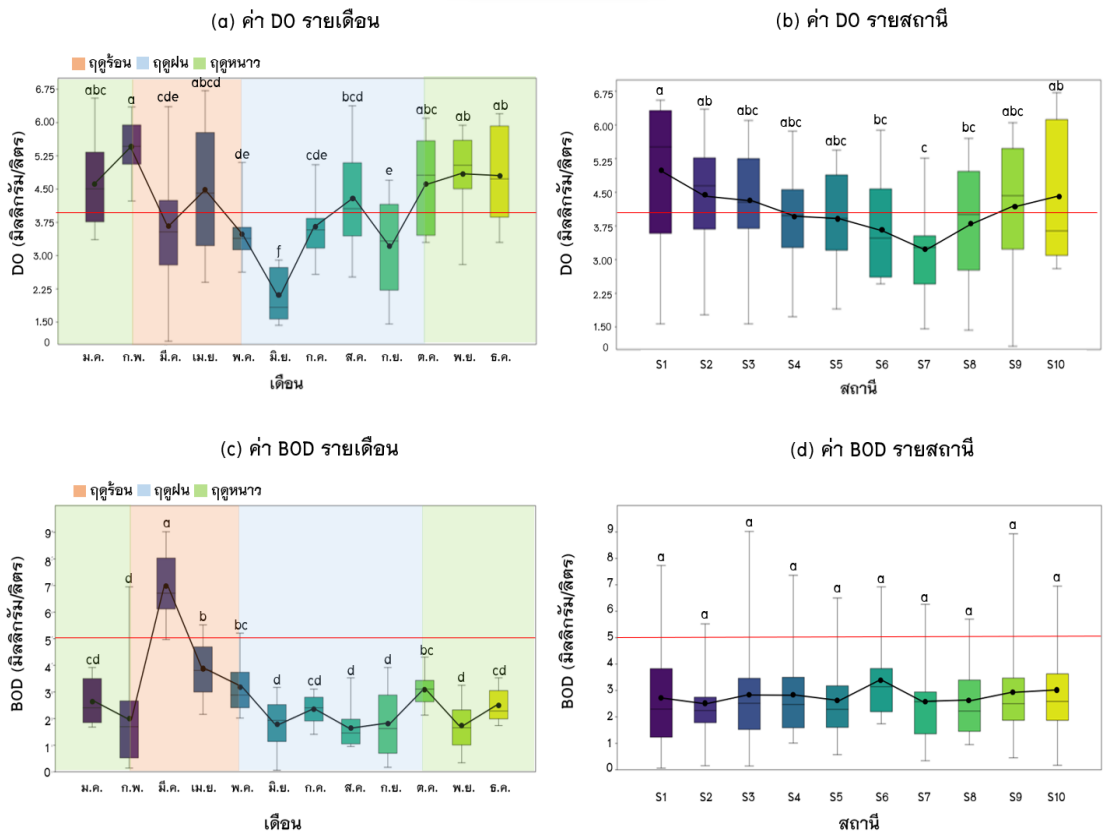 (a) ค่า DO รายเดือน
ฤดูร้อน ฤดูฝน ฤดูหนาว
DO (มิลลิกรัม/ลิตร)
6.75
6.00
5.25
4.50
3.75
3.00
2.25
1.50
0
abc a cde abcd de f cde bcd e abc ab ab
ม.ค. ก.พ. มี.ค. เม.ย. พ.ค. มิ.ย. ก.ค. ส.ค. ก.ย. ต.ค. พ.ย. ธ.ค.
เดือน
(b) ค่า DO รายสถานี
DO (มิลลิกรัม/ลิตร)
6.75
6.00
5.25
4.50
3.75
3.00
2.25
1.50
0
a ab abc abc abc bc c bc abc ab
S1 S2 S3 S4 S5 S6 S7 S8 S9 S10
สถานี
(c) ค่า BOD รายเดือน
ฤดูร้อน ฤดูฝน ฤดูหนาว
BOD (มิลลิกรัม/ลิตร)
9
8
7
6
5
4
3
2
1
0
cd d a b bc d cd d d bc d cd
ม.ค. ก.พ. มี.ค. เม.ย. พ.ค. มิ.ย. ก.ค. ส.ค. ก.ย. ต.ค. พ.ย. ธ.ค.
เดือน
(d) ค่า BOD รายสถานี
BOD (มิลลิกรัม/ลิตร)
9
8
7
6
5
4
3
2
1
0
a a a a a a a a a a
S1 S2 S3 S4 S5 S6 S7 S8 S9 S10
สถานี